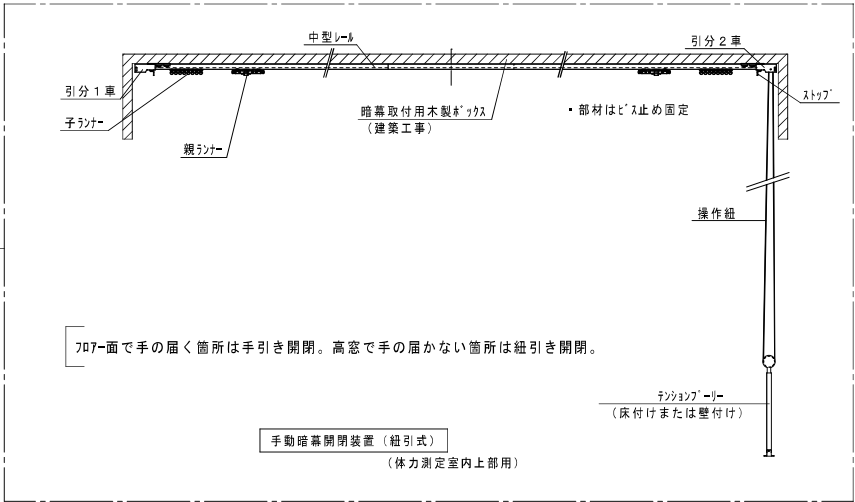 中型ﾚｰﾙ
引分２車
引分１車
ｽﾄｯﾌﾟ
子ﾗﾝﾅｰ
暗幕取付用木製ﾎﾞｯｸｽ
（建築工事）
・部材はﾋﾞｽ止め固定
親ﾗﾝﾅｰ
操作紐
ﾌﾛｱｰ面で手の届く箇所は手引き開閉。高窓で手の届かない箇所は紐引き開閉。
ﾃﾝｼｮﾝﾌﾟｰﾘｰ
（床付けまたは壁付け）
手動暗幕開閉装置（紐引式）
（体力測定室内上部用）